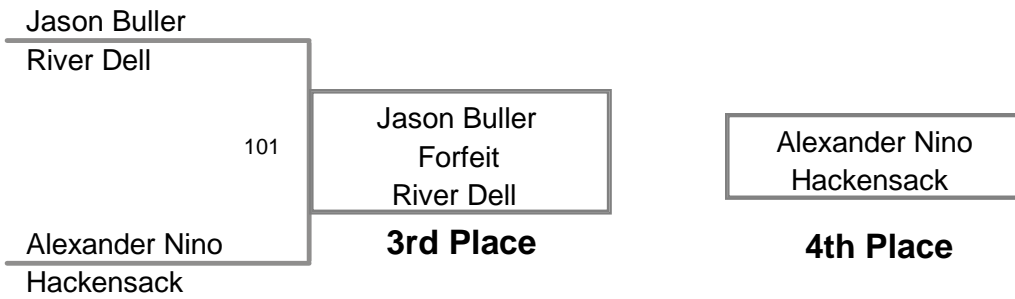 Jason Buller
River Dell
101
Alexander Nino
Hackensack
Jason Buller
Forfeit
River Dell
3rd Place
Alexander Nino
Hackensack
4th Place